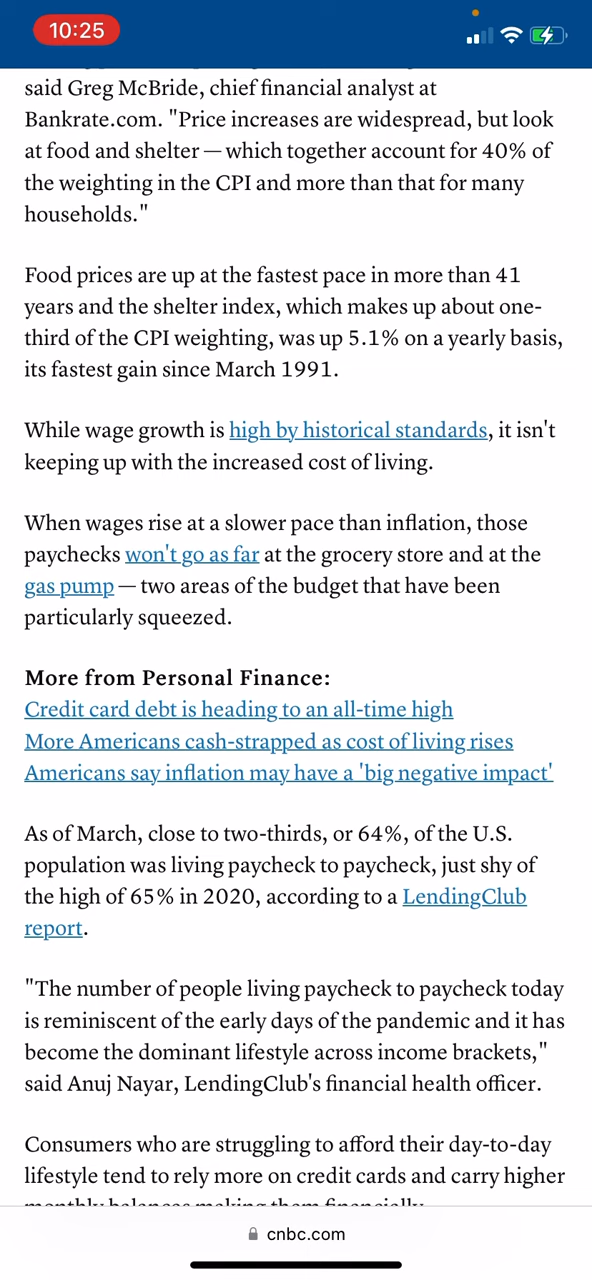 10:25
said Greg McBride, chief financial analyst at
Bankrate.com. "Price increases are widespread, but look
at food and shelter — which together account for 40% of
the weighting in the CPI and more than that for many
households."
Food prices are up at the fastest pace in more than 41
years and the shelter index, which makes up about one-
third of the CPI weighting, was up 5.1% on a yearly basis,
its fastest gain since March 1991.
While wage growth is high by historical standards, it isn't
keeping up with the increased cost of living.
When wages rise at a slower pace than inflation, those
paychecks won't go as far at the grocery store and at the
gas pump — two areas of the budget that have been
particularly squeezed.
More from Personal Finance:
Credit card debt is heading to an all-time high
More Americans cash-strapped as cost of living rises
Americans say inflation may have a 'big negative impact'
As of March, close to two-thirds, or 64%, of the U.S.
population was living paycheck to paycheck, just shy of
the high of 65% in 2020, according to a LendingClub
report.
"The number of people living paycheck to paycheck today
is reminiscent of the early days of the pandemic and it has
become the dominant lifestyle across income brackets,"
said Anuj Nayar, LendingClub's financial health officer.
Consumers who are struggling to afford their day-to-day
lifestyle tend to rely more on credit cards and carry higher
monthly balances making them financially
cnbc.com